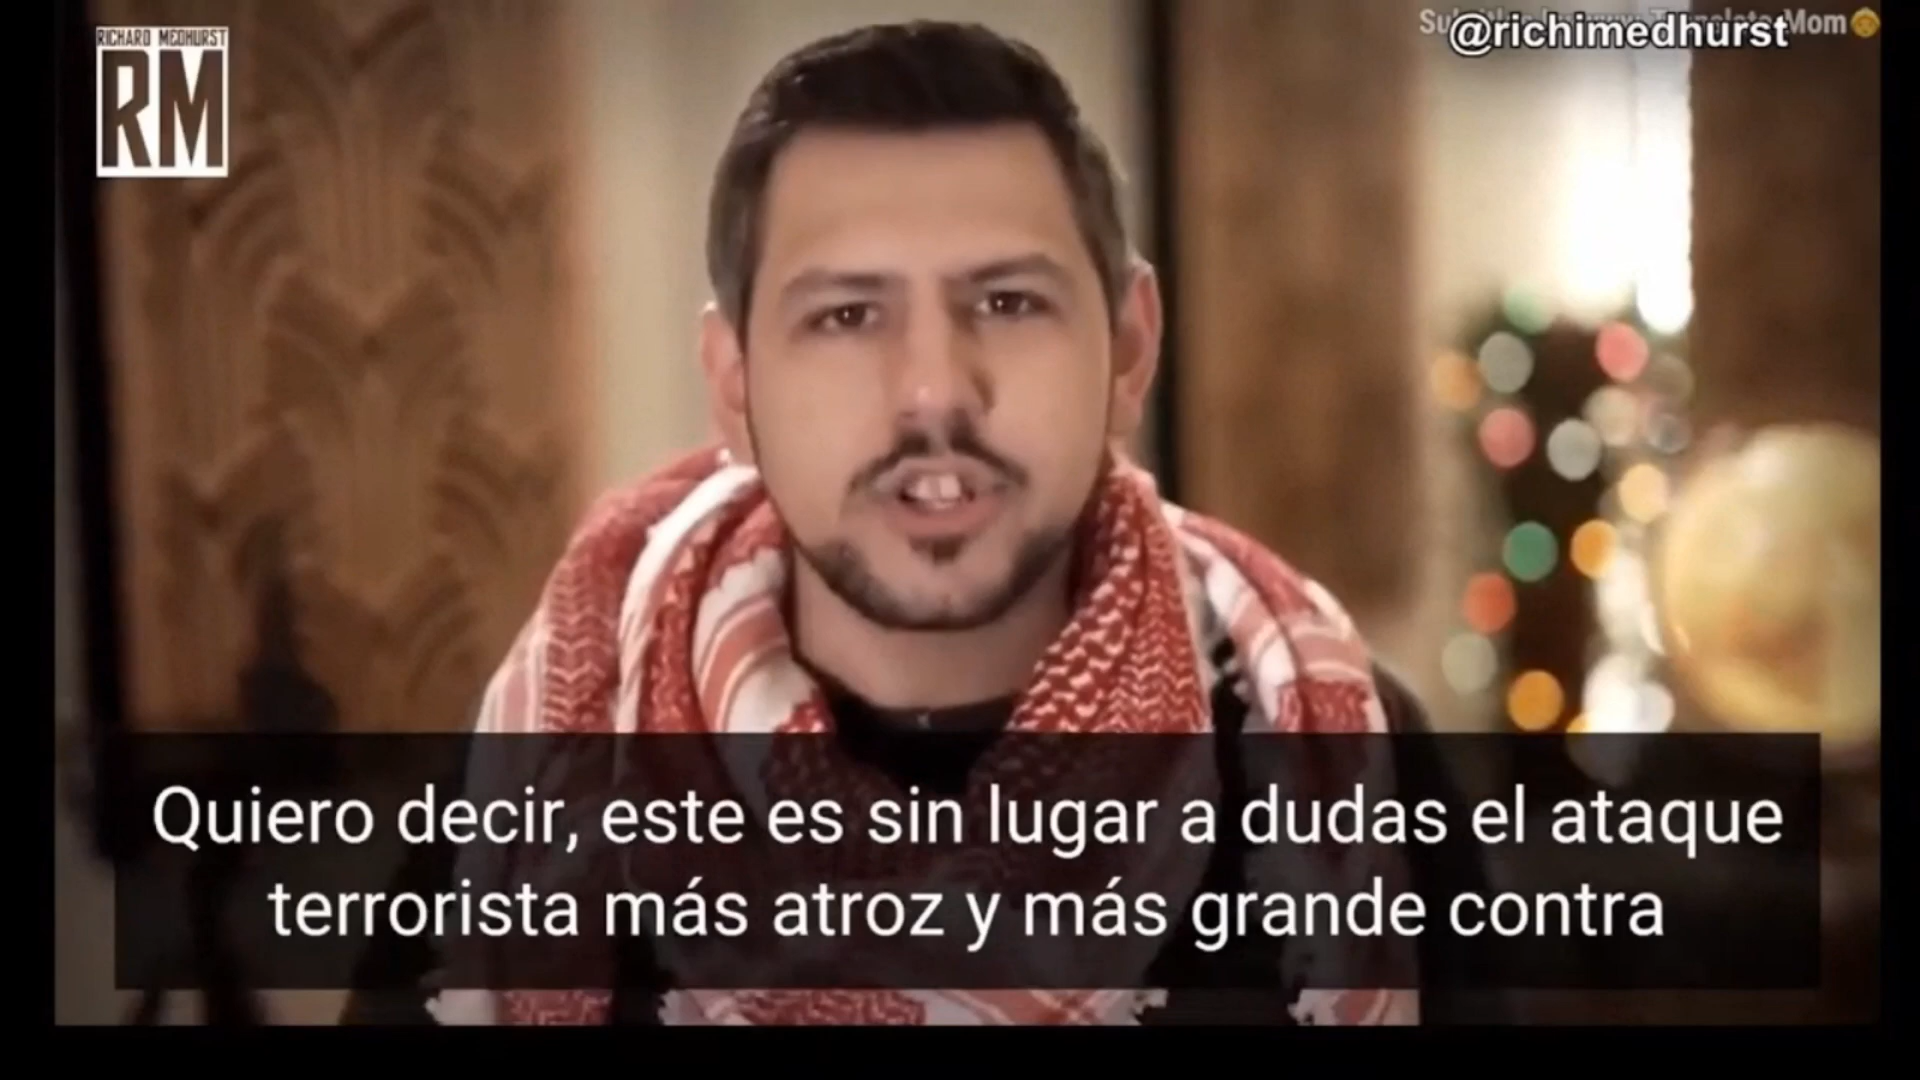 RICHARD MEDHURST
RM
@richimedhurst
Mom
Quiero decir, este es sin lugar a dudas el ataque
terrorista más atroz y más grande contra